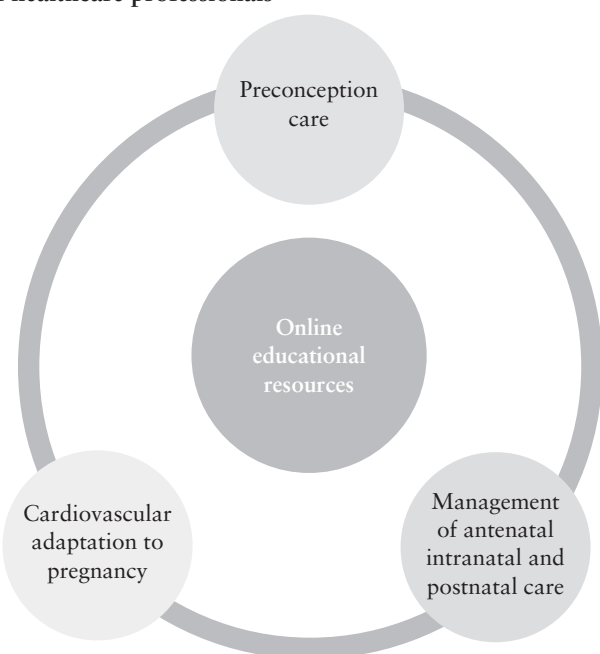 healthcare professionals
Preconception
care
Online
educational
resources
Cardiovascular
adaptation to
pregnancy
Management
of antenatal
intranatal and
postnatal care